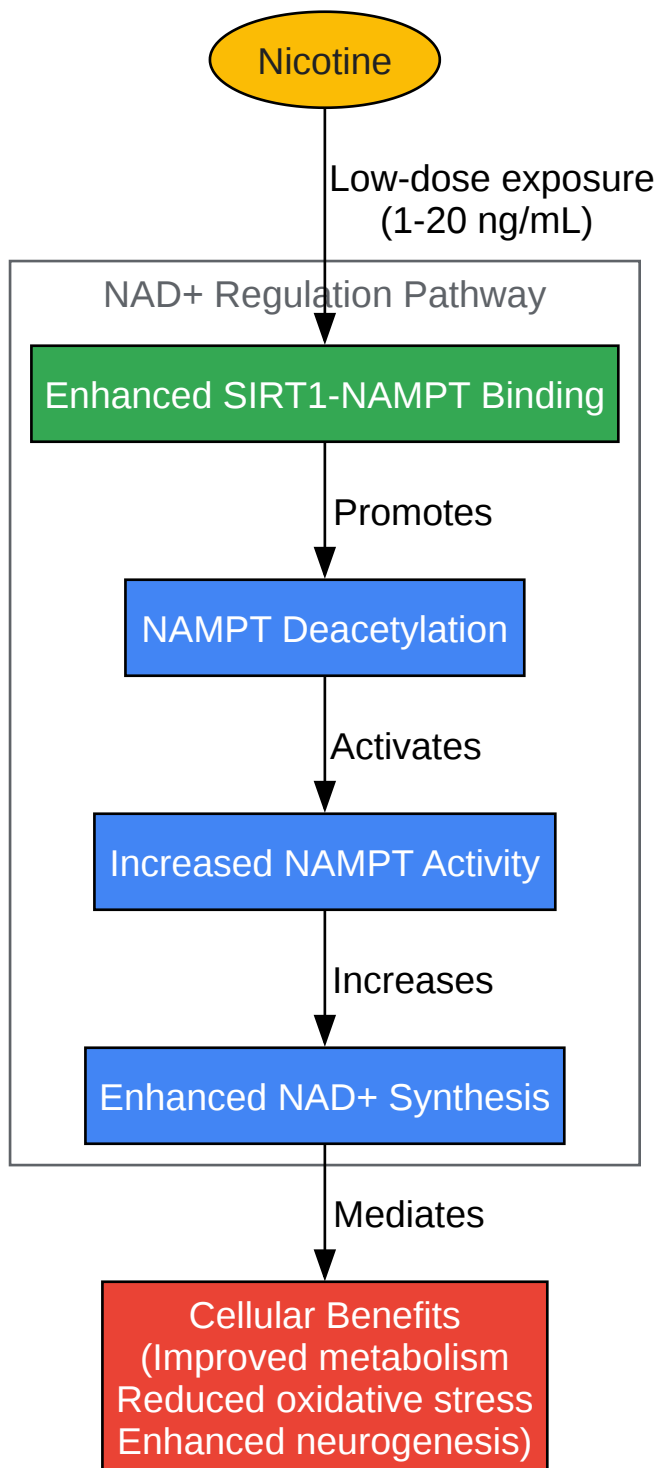 Nicotine
Low-dose exposure
(1-20 ng/mL)
NAD+ Regulation Pathway
Enhanced SIRT1-NAMPT Binding
Promotes
NAMPT Deacetylation
Activates
Increased NAMPT Activity
Increases
Enhanced NAD+ Synthesis
Mediates
Cellular Benefits
(Improved metabolism
Reduced oxidative stress
Enhanced neurogenesis)